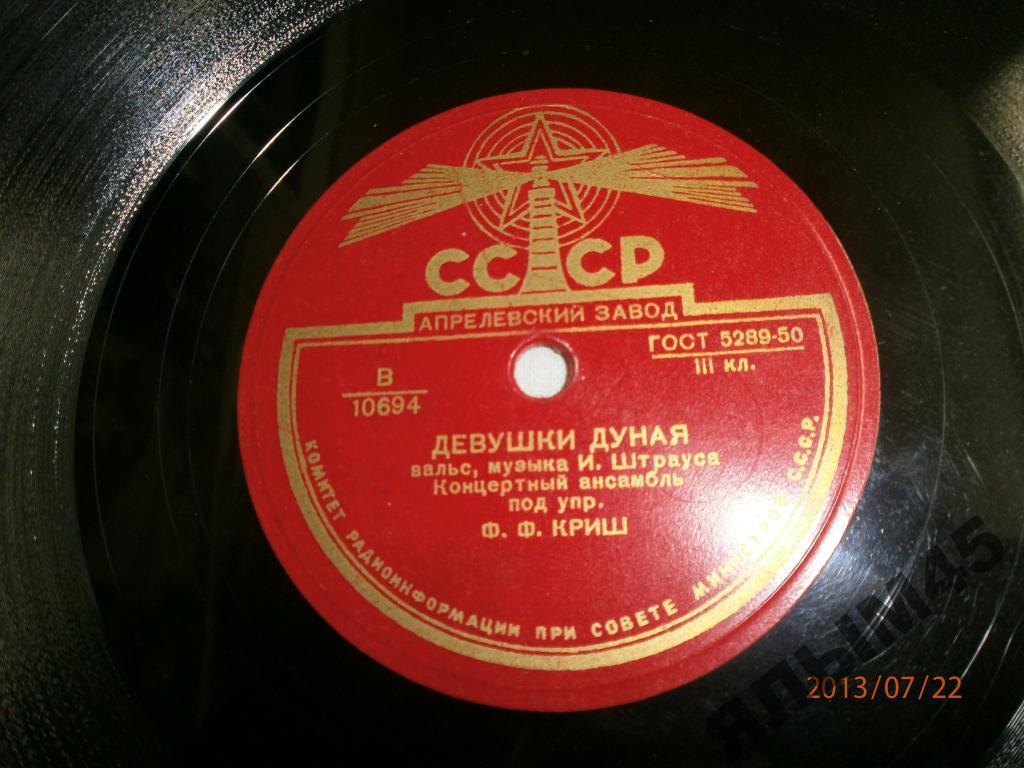 СССР
АПРЕЛЕВСКИЙ ЗАВОД
ГОСТ 5289-50
III кл.
В
10694
ДЕВУШКИ ДУНАЯ
вальс, музыка И. Штрауса
Концертный ансамбль
под упр.
Ф. Ф. КРИШ
КОМИТЕТ РАДИОИНФОРМАЦИИ ПРИ СОВЕТЕ МИНИСТРОВ С.С.С.Р.
2013/07/22
ЯЛЫМ45